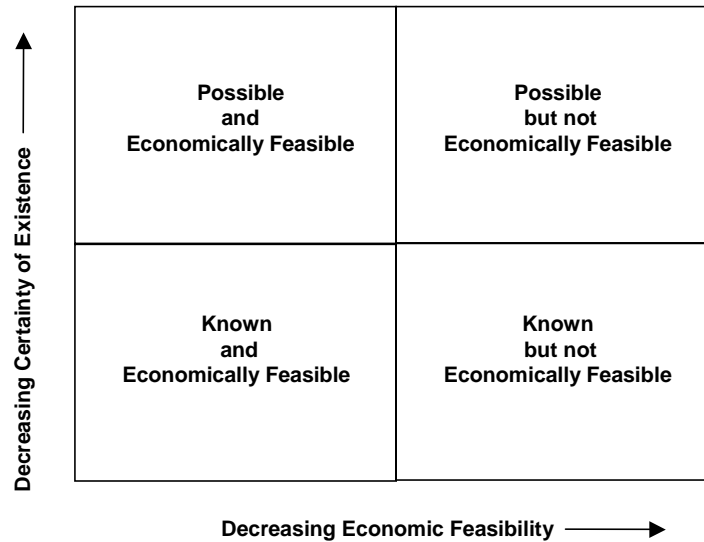 Decreasing Certainty of Existence
Possible
and
Economically Feasible
Possible
but not
Economically Feasible
Known
and
Economically Feasible
Known
but not
Economically Feasible
Decreasing Economic Feasibility